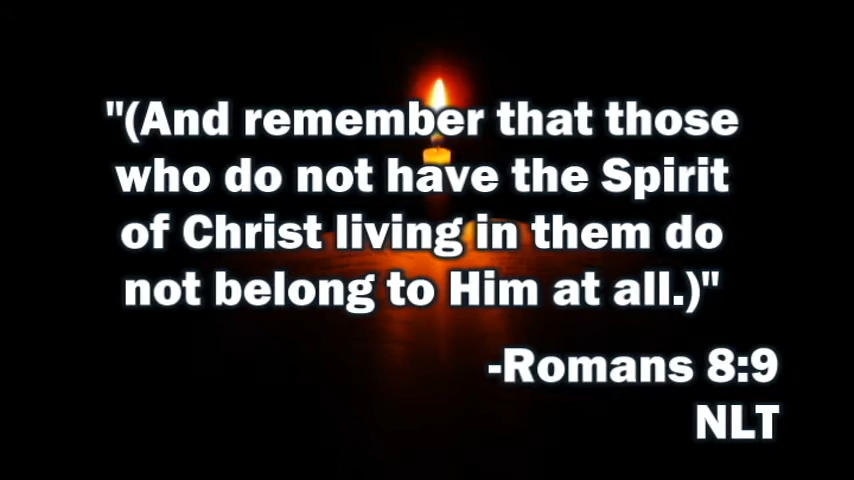 "(And remember that those
who do not have the Spirit
of Christ living in them do
not belong to Him at all.)"
-Romans 8:9
NLT